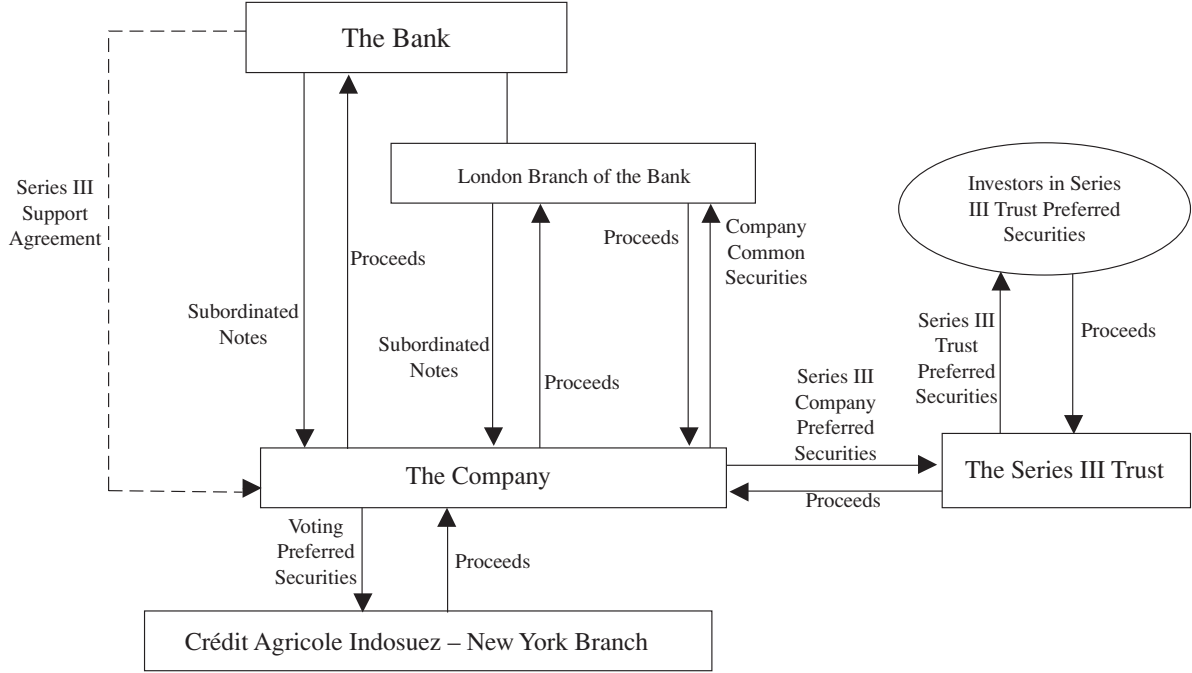 The Bank
London Branch of the Bank
Series III
Support
Agreement
Investors in Series
III Trust Preferred
Securities
Proceeds
Proceeds
Company
Common
Securities
Subordinated
Notes
Subordinated
Notes
Proceeds
Series III
Trust
Preferred
Securities
Proceeds
Series III
Company
Preferred
Securities
The Company
The Series III Trust
Proceeds
Voting
Preferred
Securities
Proceeds
Crédit Agricole Indosuez – New York Branch